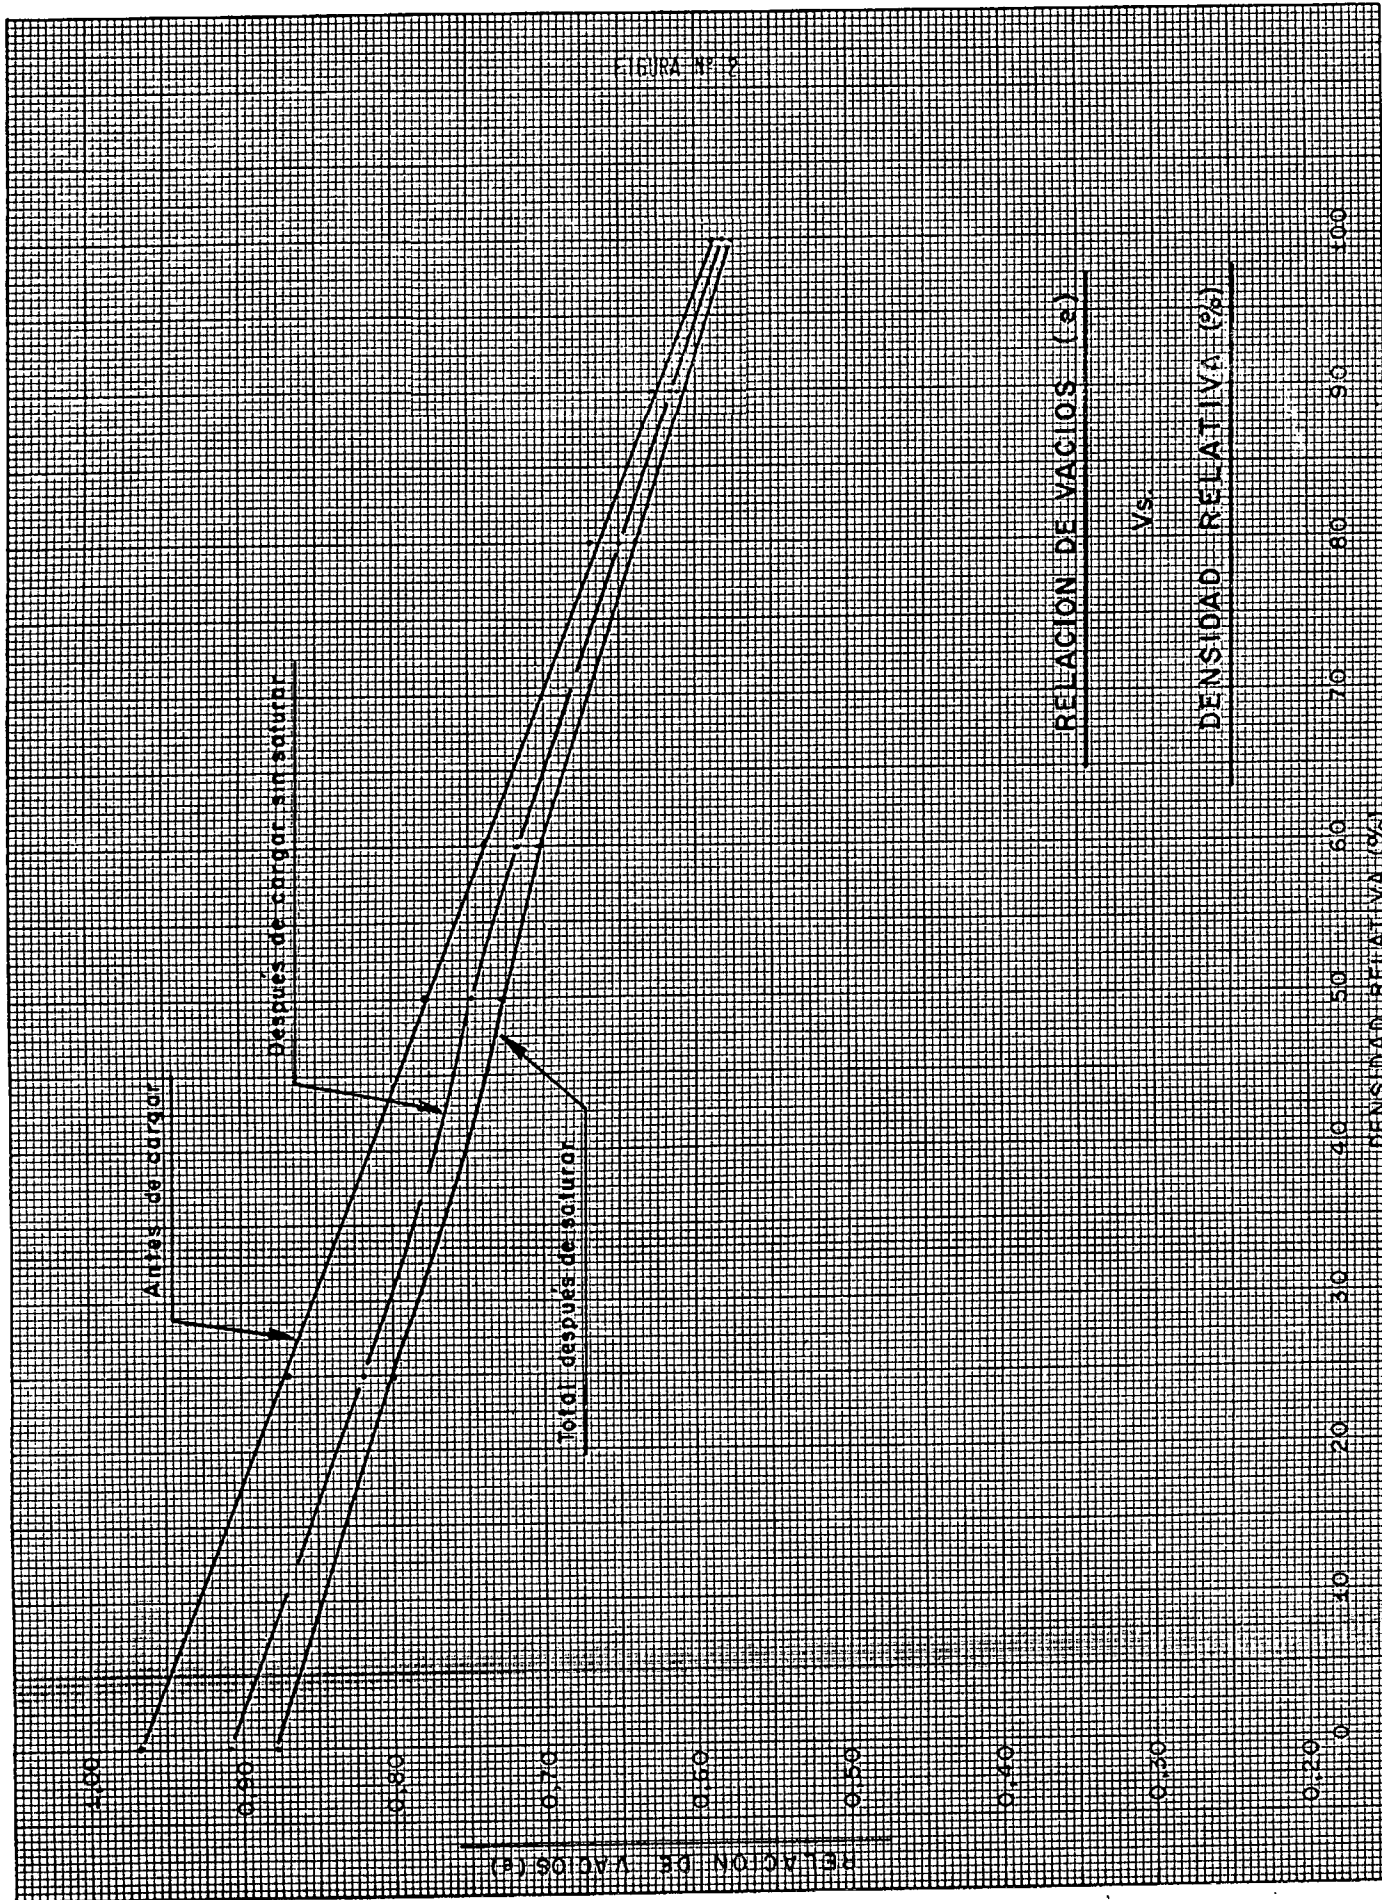 FIGURA Nº 2
Antes de cargar
Después de cargar sin saturar
Total después de saturar
RELACION DE VACIOS (e)
Vs.
DENSIDAD RELATIVA (%)
RELACION DE VACIOS (e)
1,00
0,90
0,80
0,70
0,60
0,50
0,40
0,30
0,20
0
10
20
30
40
50
60
70
80
90
100
DENSIDAD RELATIVA (%)